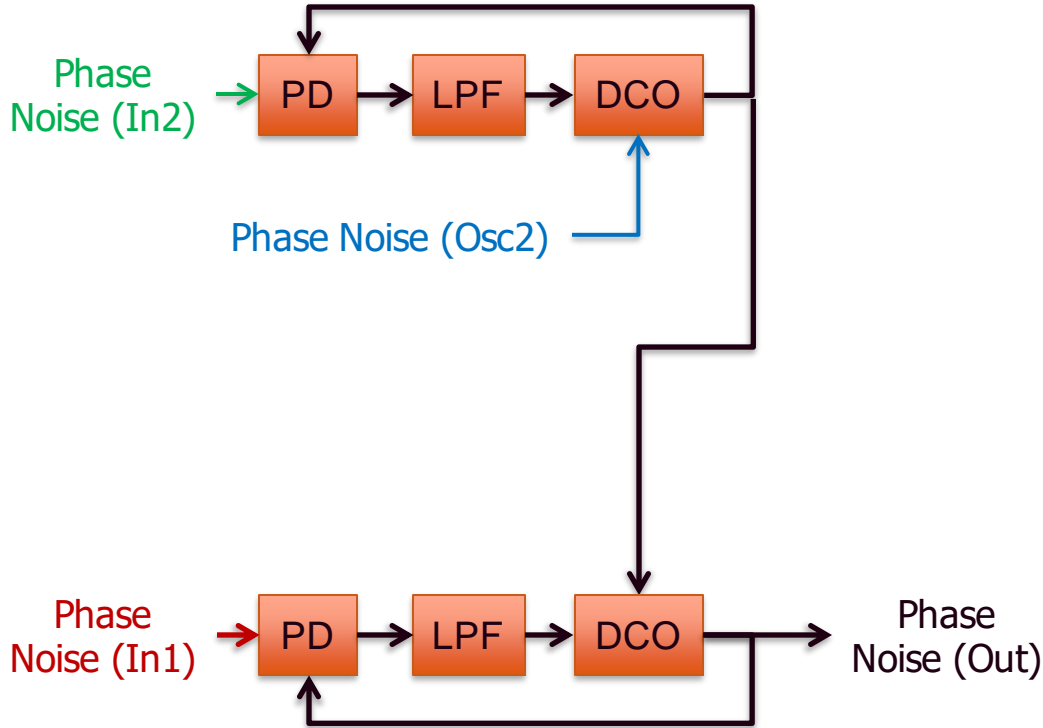 Phase
Noise (In2)
PD
LPF
DCO
Phase Noise (Osc2)
Phase
Noise (In1)
PD
LPF
DCO
Phase
Noise (Out)